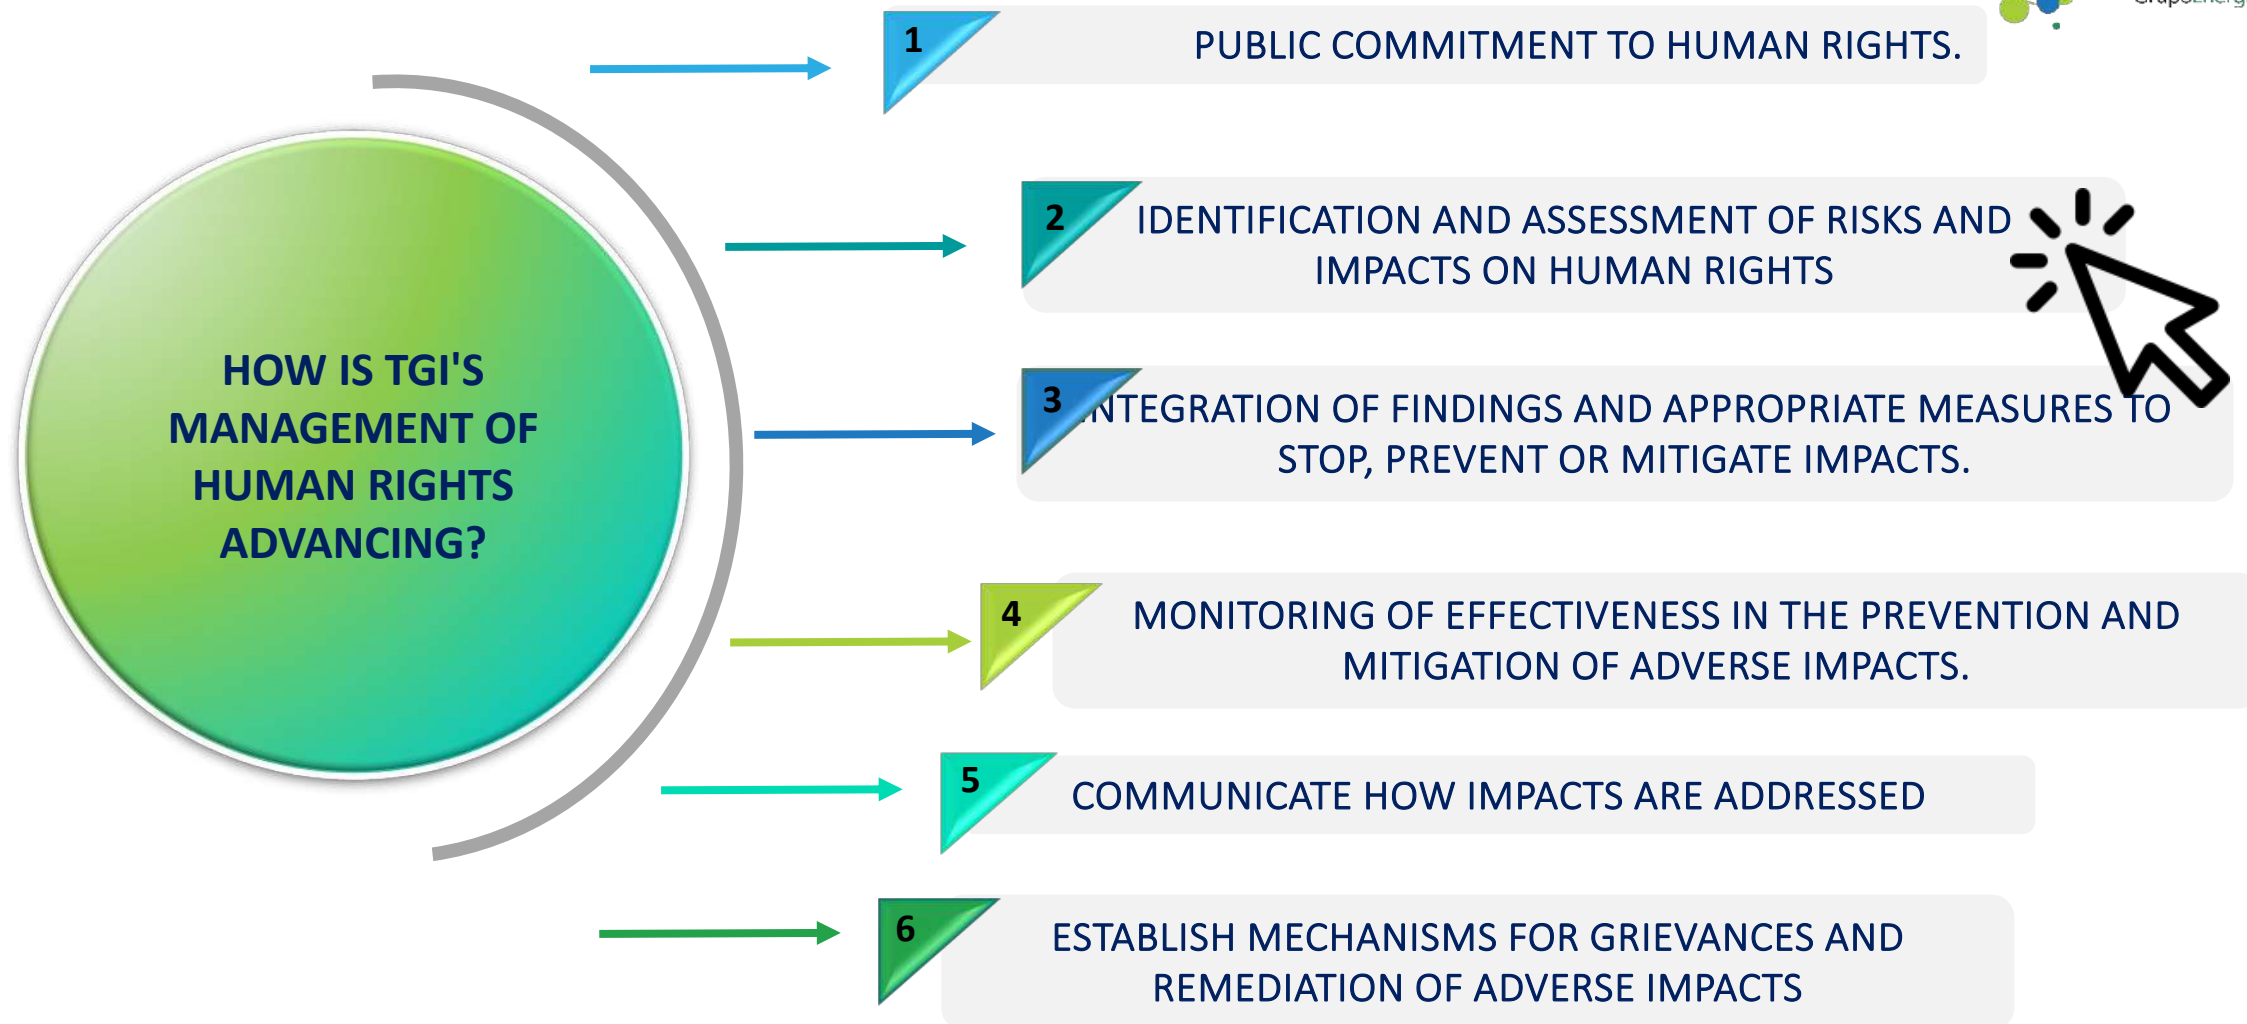 1
PUBLIC COMMITMENT TO HUMAN RIGHTS.
2
IDENTIFICATION AND ASSESSMENT OF RISKS AND
IMPACTS ON HUMAN RIGHTS
HOW IS TGI'S
MANAGEMENT OF
HUMAN RIGHTS
ADVANCING?
3
NTEGRATION OF FINDINGS AND APPROPRIATE MEASURES TO
STOP, PREVENT OR MITIGATE IMPACTS.
4
MONITORING OF EFFECTIVENESS IN THE PREVENTION AND
MITIGATION OF ADVERSE IMPACTS.
5
COMMUNICATE HOW IMPACTS ARE ADDRESSED
6
ESTABLISH MECHANISMS FOR GRIEVANCES AND
REMEDIATION OF ADVERSE IMPACTS